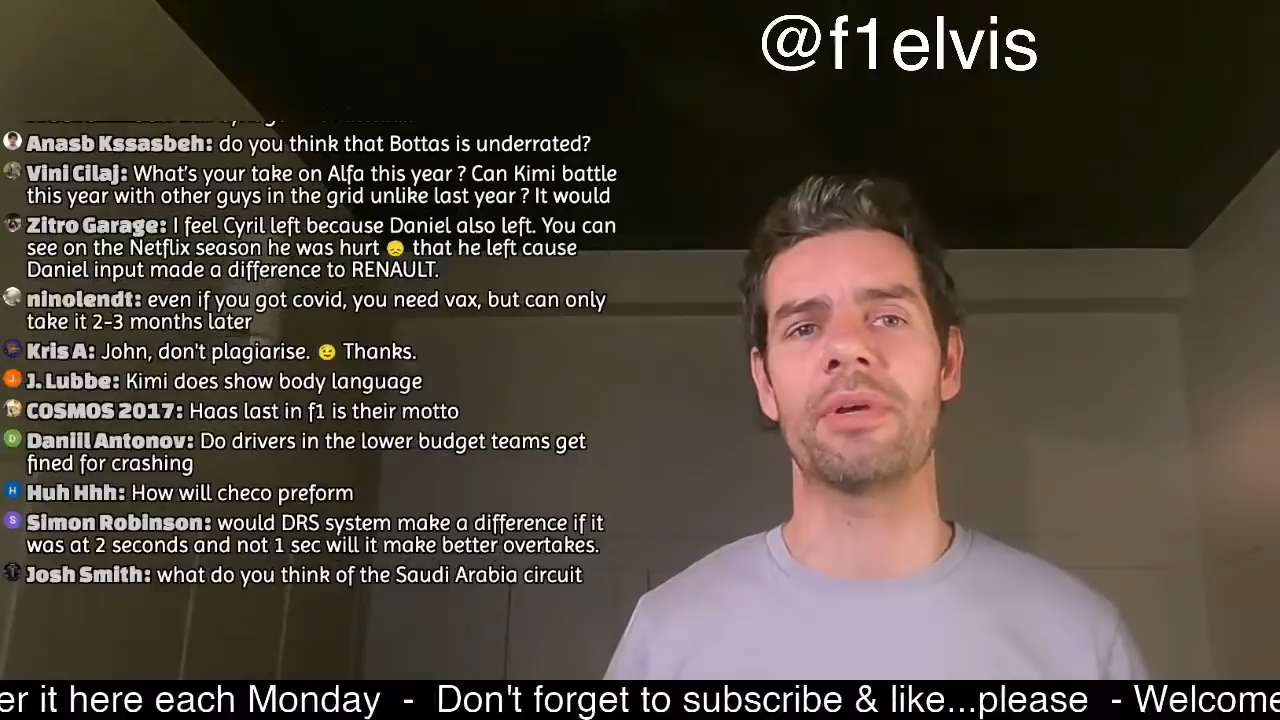 @f1elvis
Anasb Kssasbeh: do you think that Bottas is underrated?
Vini Cilaj: What's your take on Alfa this year ? Can Kimi battle
this year with other guys in the grid unlike last year ? It would
Zitro Garage: I feel Cyril left because Daniel also left. You can
see on the Netflix season he was hurt 😞 that he left cause
Daniel input made a difference to RENAULT.
ninolendt: even if you got covid, you need vax, but can only
take it 2-3 months later
Kris A: John, don't plagiarise. 😉 Thanks.
J. Lubbe: Kimi does show body language
COSMOS 2017: Haas last in f1 is their motto
Daniil Antonov: Do drivers in the lower budget teams get
fined for crashing
Huh Hhh: How will checo preform
Simon Robinson: would DRS system make a difference if it
was at 2 seconds and not 1 sec will it make better overtakes.
Josh Smith: what do you think of the Saudi Arabia circuit
er it here each Monday - Don't forget to subscribe & like...please - Welcome